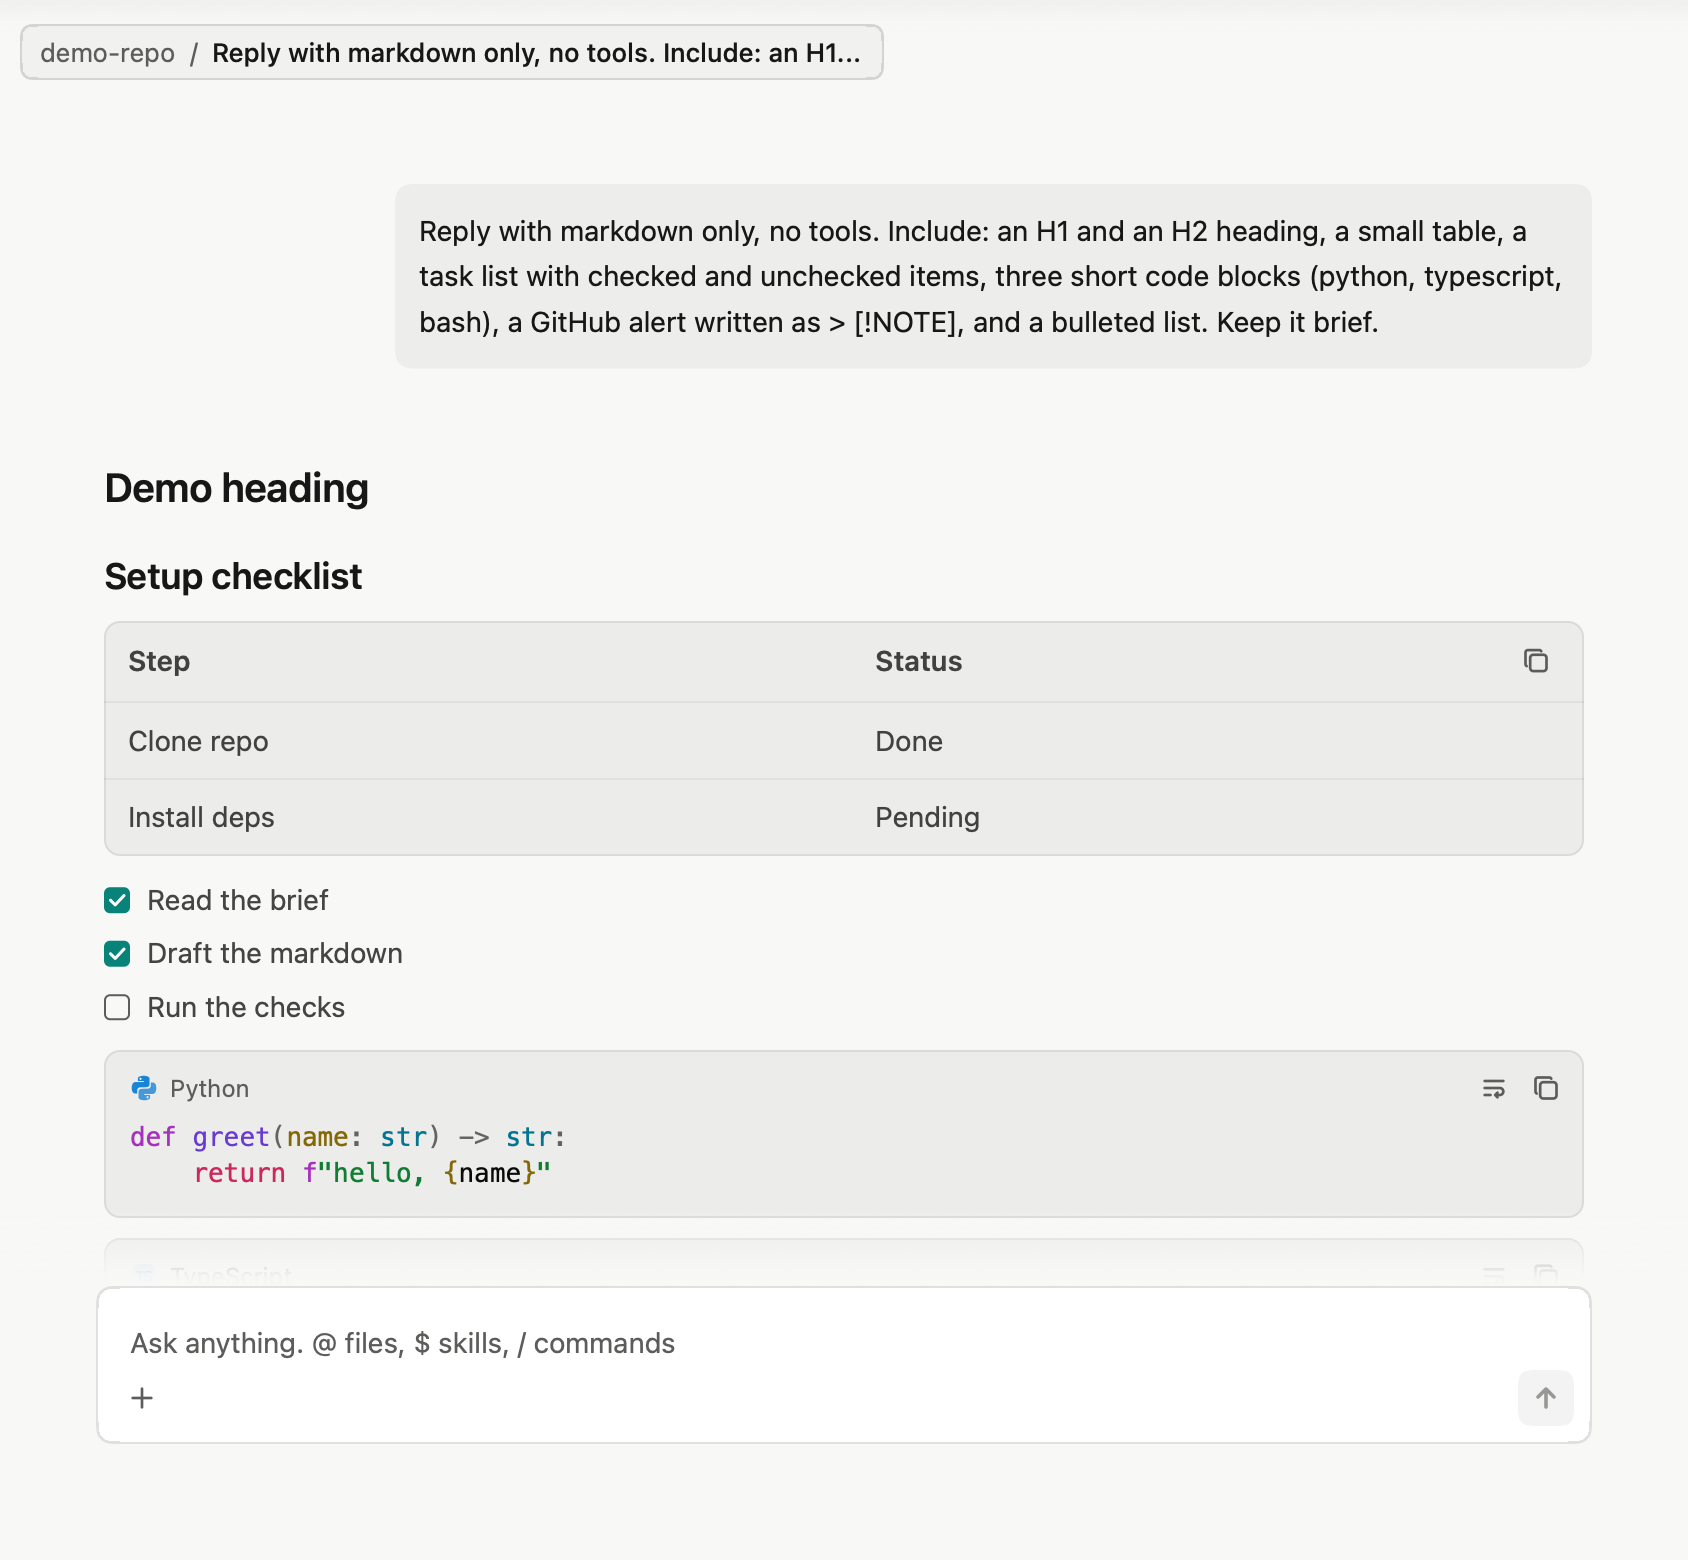 demo-repo / Reply with markdown only, no tools. Include: an H1...
Reply with markdown only, no tools. Include: an H1 and an H2 heading, a small table, a
task list with checked and unchecked items, three short code blocks (python, typescript,
bash), a GitHub alert written as > [!NOTE], and a bulleted list. Keep it brief.
Demo heading
Setup checklist
Step Status
Clone repo Done
Install deps Pending
Read the brief
Draft the markdown
Run the checks
Python
def greet(name: str) -> str:
    return f"hello, {name}"
TS TypeScript
Ask anything. @ files, $ skills, / commands